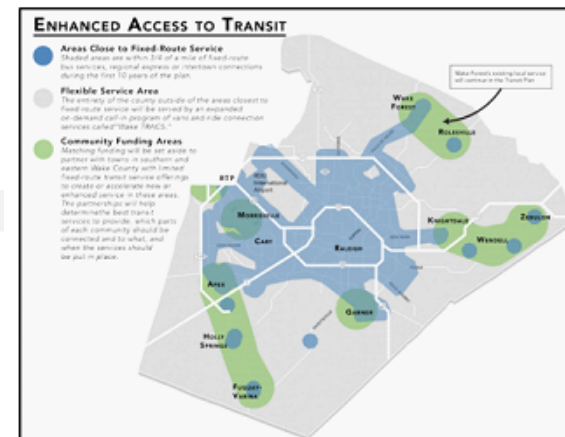 ENHANCED ACCESS TO TRANSIT
Areas Close to Fixed-Route Service
Shaded areas are within 3/4 of a mile of fixed-route
bus services, regional express or intertown connections
during the first 10 years of the plan.
Flexible Service Area
The entirety of the county outside of the areas closest to
fixed-route service will be served by an expanded
on-demand call-in program of vans and ride connection
services called "Wake TRACS."
Community Funding Areas
Matching funding will be set aside to
partner with towns in southern and
eastern Wake County with limited
fixed-route transit service offerings
to create or accelerate new or
enhanced service in these areas.
The partnerships will help
determinethe best transit
services to provide, which parts
of each community should be
connected and to what, and
when the services should
be put in place.
Wake Forest's existing local service
will continue in the Transit Plan
WAKE
FOREST
ROLESVILLE
RTP
RDU
International
Airport
MORRISVILLE
CARY
RALEIGH
KNIGHTDALE
ZEBULON
WENDELL
APEX
GARNER
HOLLY
SPRINGS
FUQUAY-
VARINA